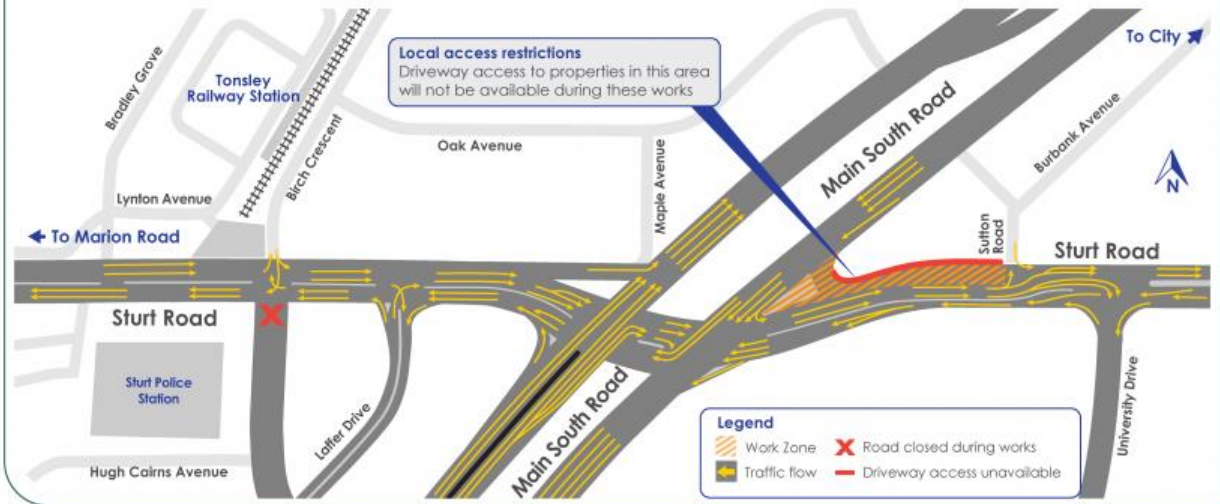 To City
Local access restrictions
Driveway access to properties in this area
will not be available during these works
Bradley Grove
Tonsley
Railway Station
Birch Crescent
Oak Avenue
Maple Avenue
Main South Road
Burbank Avenue
N
Lynton Avenue
To Marion Road
Sutton
Road
Sturt Road
Sturt Road
Sturt Police
Station
Laffer Drive
Main South Road
University Drive
Hugh Cairns Avenue
Legend
Work Zone
Road closed during works
Traffic flow
Driveway access unavailable